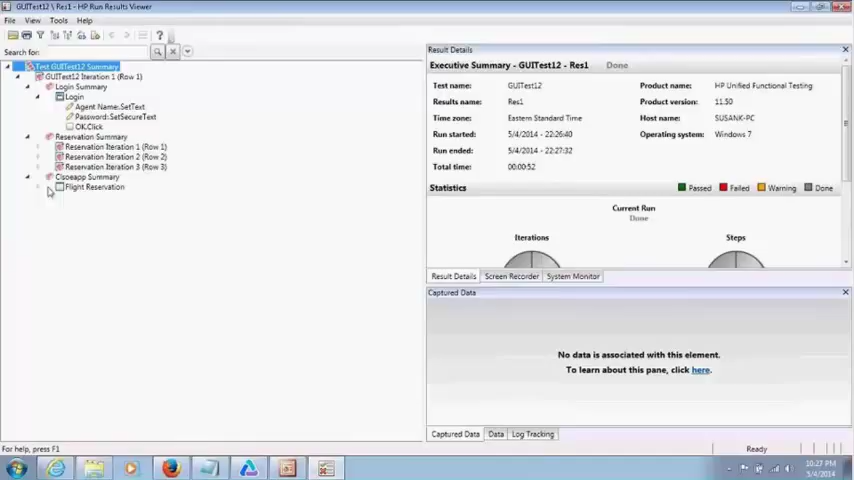 GUITest12 \ Res1 - HP Run Results Viewer
File View Tools Help
Search for:
Test GUITest12 Summary
GUITest12 Iteration 1 (Row 1)
Login Summary
Login
Agent Name:SetText
Password:SetSecureText
OK.Click
Reservation Summary
Reservation Iteration 1 (Row 1)
Reservation Iteration 2 (Row 2)
Reservation Iteration 3 (Row 3)
Clsoeapp Summary
Flight Reservation
Result Details
Executive Summary - GUITest12 - Res1 Done
Test name: GUITest12 Product name: HP Unified Functional Testing
Results name: Res1 Product version: 11.50
Time zone: Eastern Standard Time Host name: SUSANK-PC
Run started: 5/4/2014 - 22:26:40 Operating system: Windows 7
Run ended: 5/4/2014 - 22:27:32
Total time: 00:00:52
Statistics Passed Failed Warning Done
Current Run
Done
Iterations Steps
Result Details Screen Recorder System Monitor
Captured Data
No data is associated with this element.
To learn about this pane, click here.
Captured Data Data Log Tracking
For help, press F1 Ready
10:27 PM
5/4/2014